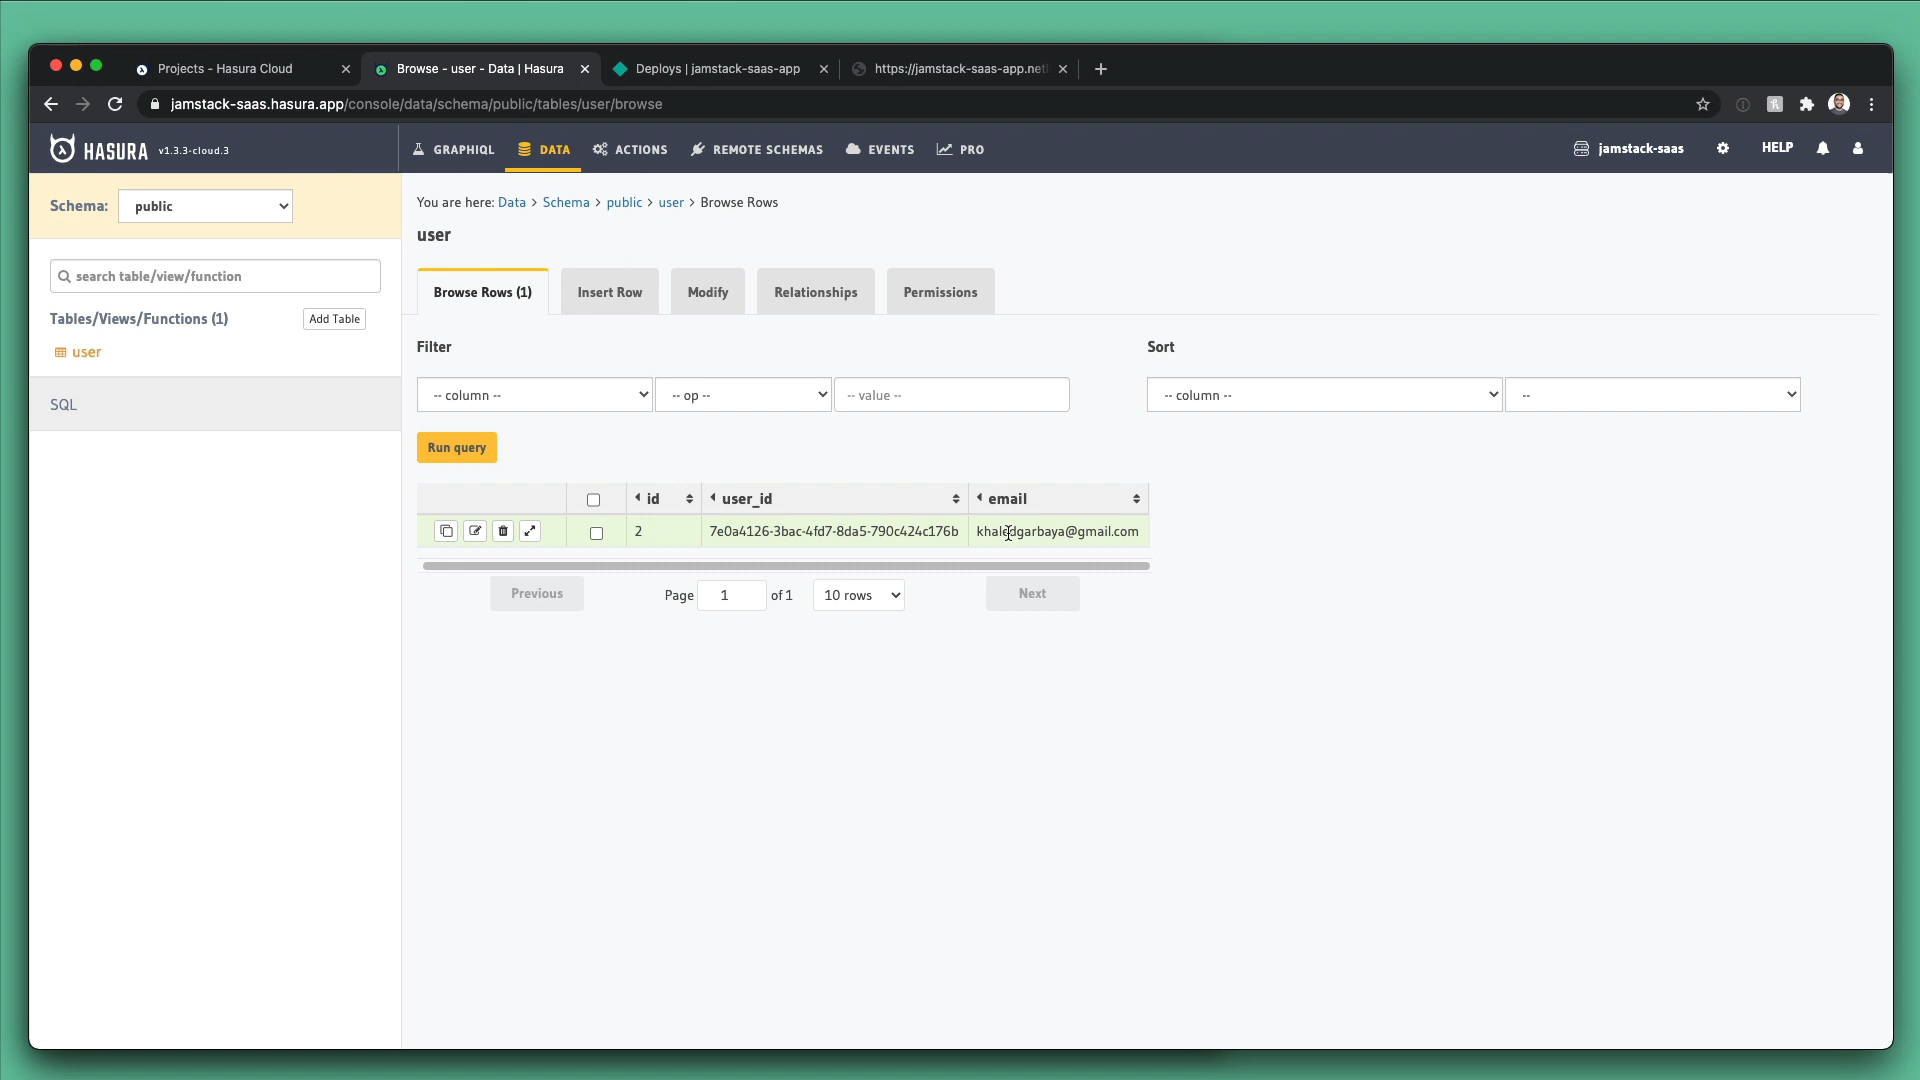 Projects - Hasura Cloud
Browse - user - Data | Hasura
Deploys | jamstack-saas-app
https://jamstack-saas-app.netl
jamstack-saas.hasura.app/console/data/schema/public/tables/user/browse
HASURA v1.3.3-cloud.3
GRAPHIQL
DATA
ACTIONS
REMOTE SCHEMAS
EVENTS
PRO
jamstack-saas
HELP
Schema: public
search table/view/function
Tables/Views/Functions (1)
Add Table
user
SQL
You are here: Data > Schema > public > user > Browse Rows
user
Browse Rows (1)
Insert Row
Modify
Relationships
Permissions
Filter
Sort
-- column --
-- op --
-- value --
-- column --
--
Run query
id
user_id
email
2
7e0a4126-3bac-4fd7-8da5-790c424c176b
khaledgarbaya@gmail.com
Previous
Page 1 of 1
10 rows
Next